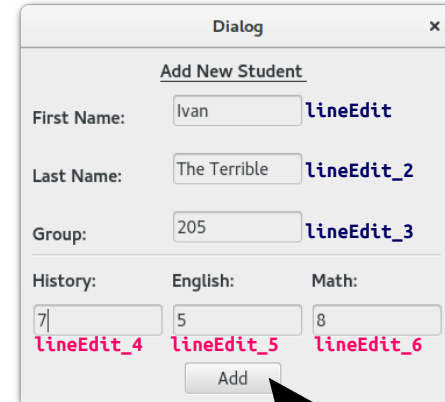 Dialog ×
Add New Student
First Name: Ivan lineEdit
Last Name: The Terrible lineEdit_2
Group: 205 lineEdit_3
History: English: Math:
7 5 8
lineEdit_4 lineEdit_5 lineEdit_6
Add